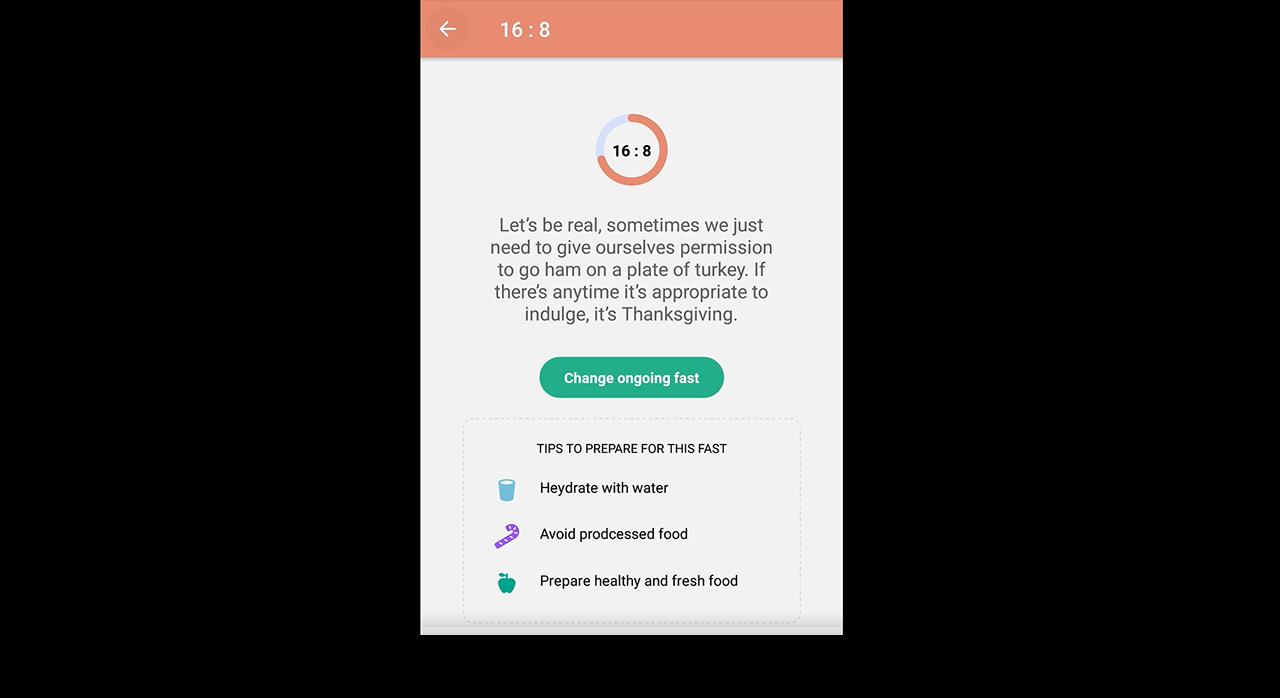 16 : 8
16 : 8
Let’s be real, sometimes we just
need to give ourselves permission
to go ham on a plate of turkey. If
there’s anytime it’s appropriate to
indulge, it’s Thanksgiving.
Change ongoing fast
TIPS TO PREPARE FOR THIS FAST
Heydrate with water
Avoid prodcessed food
Prepare healthy and fresh food